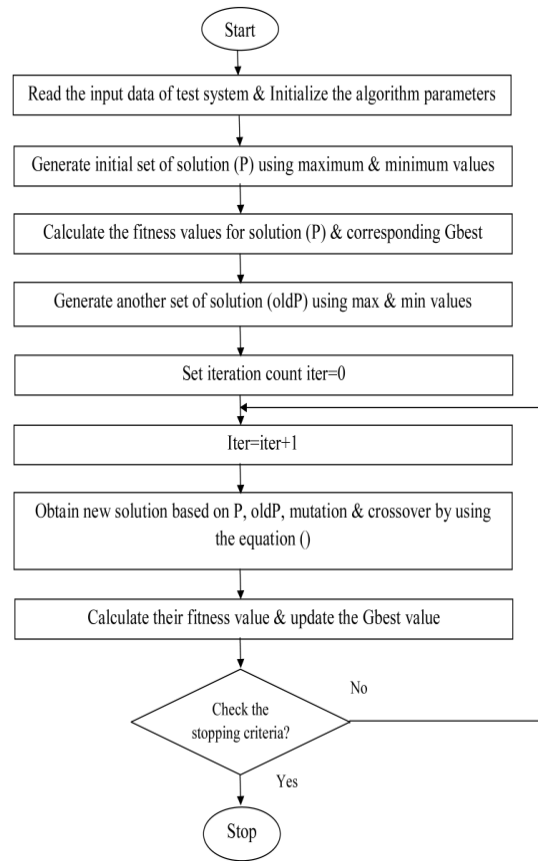 Start
Read the input data of test system & Initialize the algorithm parameters
Generate initial set of solution (P) using maximum & minimum values
Calculate the fitness values for solution (P) & corresponding Gbest
Generate another set of solution (oldP) using max & min values
Set iteration count iter=0
Iter=iter+1
Obtain new solution based on P, oldP, mutation & crossover by using
the equation ()
Calculate their fitness value & update the Gbest value
No
Check the
stopping criteria?
Yes
Stop